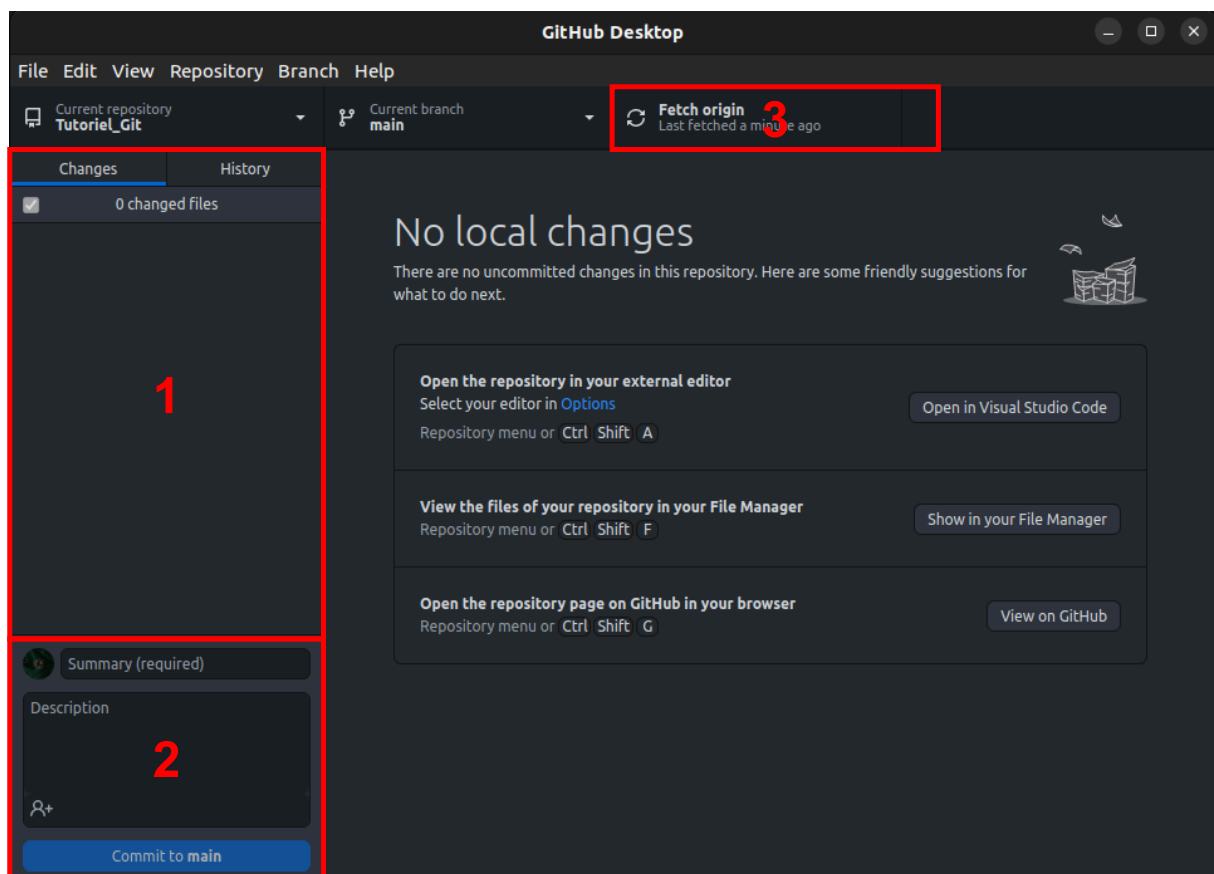 GitHub Desktop
File Edit View Repository Branch Help
Current repository
Tutoriel_Git
Current branch
main
Fetch origin
Last fetched a minute ago
3
Changes History
0 changed files
1
No local changes
There are no uncommitted changes in this repository. Here are some friendly suggestions for
what to do next.
Open the repository in your external editor
Select your editor in Options
Repository menu or Ctrl Shift A
Open in Visual Studio Code
View the files of your repository in your File Manager
Repository menu or Ctrl Shift F
Show in your File Manager
Open the repository page on GitHub in your browser
Repository menu or Ctrl Shift G
View on GitHub
Summary (required)
Description
2
Commit to main